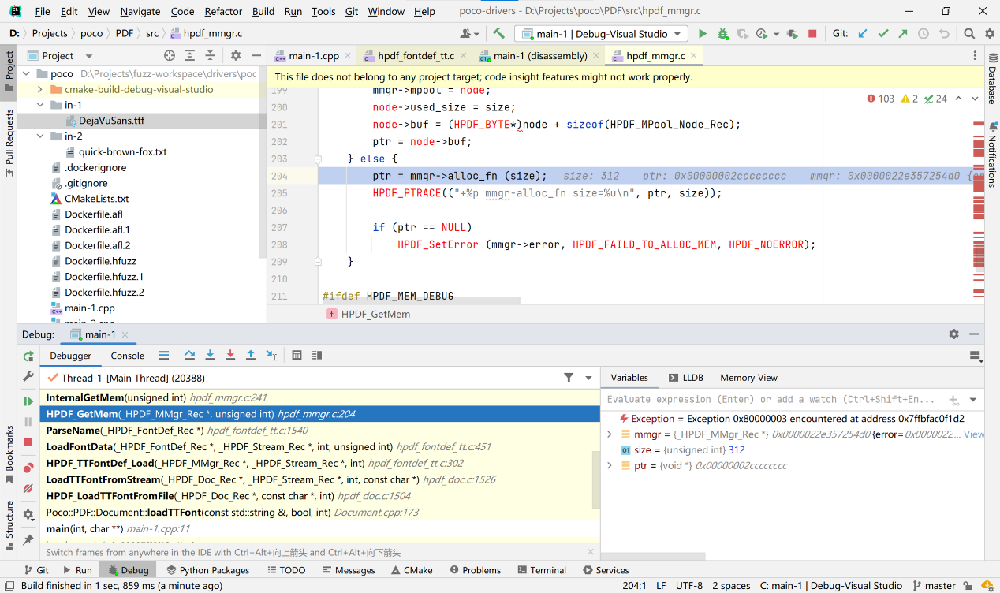 File Edit View Navigate Code Refactor Build Run Tools Git Window Help poco-drivers - D:\Projects\poco\PDF\src\hpdf_mmgr.c
D: Projects poco PDF src hpdf_mmgr.c main-1 | Debug-Visual Studio Git:
Project main-1.cpp hpdf_fontdef_tt.c main-1 (disassembly) hpdf_mmgr.c
poco D:\Projects\fuzz-workspace\drivers\poc
This file does not belong to any project target; code insight features might not work properly.
cmake-build-debug-visual-studio
in-1
DejaVuSans.ttf
in-2
quick-brown-fox.txt
.dockerignore
.gitignore
CMakeLists.txt
Dockerfile.afl
Dockerfile.afl.1
Dockerfile.afl.2
Dockerfile.hfuzz
Dockerfile.hfuzz.1
Dockerfile.hfuzz.2
main-1.cpp
main-2.cpp
103 2 24
199 mmgr->mpool = node;
200 node->used_size = size;
201 node->buf = (HPDF_BYTE*)node + sizeof(HPDF_MPool_Node_Rec);
202 ptr = node->buf;
203 } else {
204 ptr = mmgr->alloc_fn (size); size: 312 ptr: 0x00000002cccccccc mmgr: 0x0000022e357254d0 {
205 HPDF_PTRACE(("+%p mmgr-alloc_fn size=%u\n", ptr, size));
206
207 if (ptr == NULL)
208 HPDF_SetError (mmgr->error, HPDF_FAILD_TO_ALLOC_MEM, HPDF_NOERROR);
209 }
210
211 #ifdef HPDF_MEM_DEBUG
f HPDF_GetMem
Project
Pull Requests
Bookmarks
Structure
Database
Notifications
Debug: main-1
Debugger Console
Thread-1-[Main Thread] (20388)
InternalGetMem(unsigned int) hpdf_mmgr.c:241
HPDF_GetMem(_HPDF_MMgr_Rec *, unsigned int) hpdf_mmgr.c:204
ParseName(_HPDF_FontDef_Rec *) hpdf_fontdef_tt.c:1540
LoadFontData(_HPDF_FontDef_Rec *, _HPDF_Stream_Rec *, int, unsigned int) hpdf_fontdef_tt.c:451
HPDF_TTFontDef_Load(_HPDF_MMgr_Rec *, _HPDF_Stream_Rec *, int) hpdf_fontdef_tt.c:302
LoadTTFontFromStream(_HPDF_Doc_Rec *, _HPDF_Stream_Rec *, int, const char *) hpdf_doc.c:1526
HPDF_LoadTTFontFromFile(_HPDF_Doc_Rec *, const char *, int) hpdf_doc.c:1504
Poco::PDF::Document::loadTTFont(const std::string &, bool, int) Document.cpp:173
main(int, char **) main-1.cpp:11
Switch frames from anywhere in the IDE with Ctrl+Alt+向上箭头 and Ctrl+Alt+向下箭头
Variables LLDB Memory View
Evaluate expression (Enter) or add a watch (Ctrl+Shift+En...
Exception = Exception 0x80000003 encountered at address 0x7ffbfac0f1d2
mmgr = {_HPDF_MMgr_Rec *} 0x0000022e357254d0 {error=0x0000022... View
01 size = {unsigned int} 312
ptr = {void *} 0x00000002cccccccc
Git Run Debug Python Packages TODO Messages CMake Problems Terminal Services
Build finished in 1 sec, 859 ms (a minute ago) 204:1 LF UTF-8 2 spaces C: main-1 | Debug-Visual Studio master